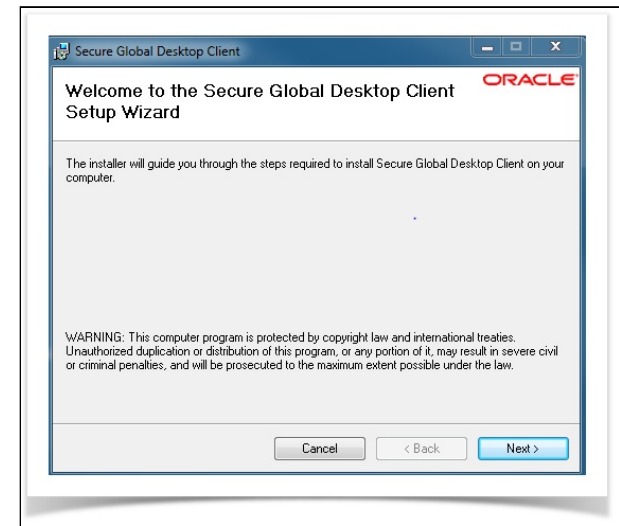 Secure Global Desktop Client
Welcome to the Secure Global Desktop Client
Setup Wizard
ORACLE
The installer will guide you through the steps required to install Secure Global Desktop Client on your
computer.
WARNING: This computer program is protected by copyright law and international treaties.
Unauthorized duplication or distribution of this program, or any portion of it, may result in severe civil
or criminal penalties, and will be prosecuted to the maximum extent possible under the law.
Cancel
< Back
Next >